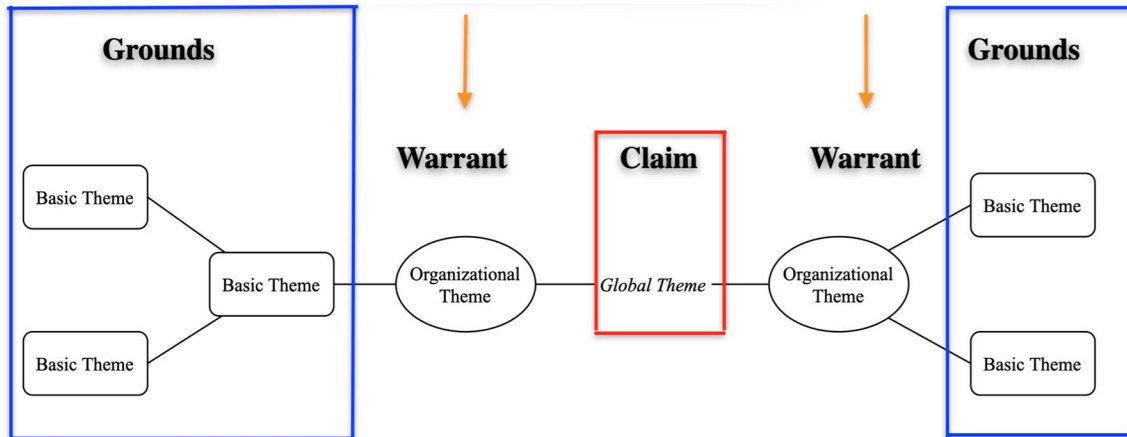 Grounds
Grounds
Warrant
Claim
Warrant
Basic Theme
Basic Theme
Basic Theme
Organizational
Theme
Global Theme
Organizational
Theme
Basic Theme
Basic Theme